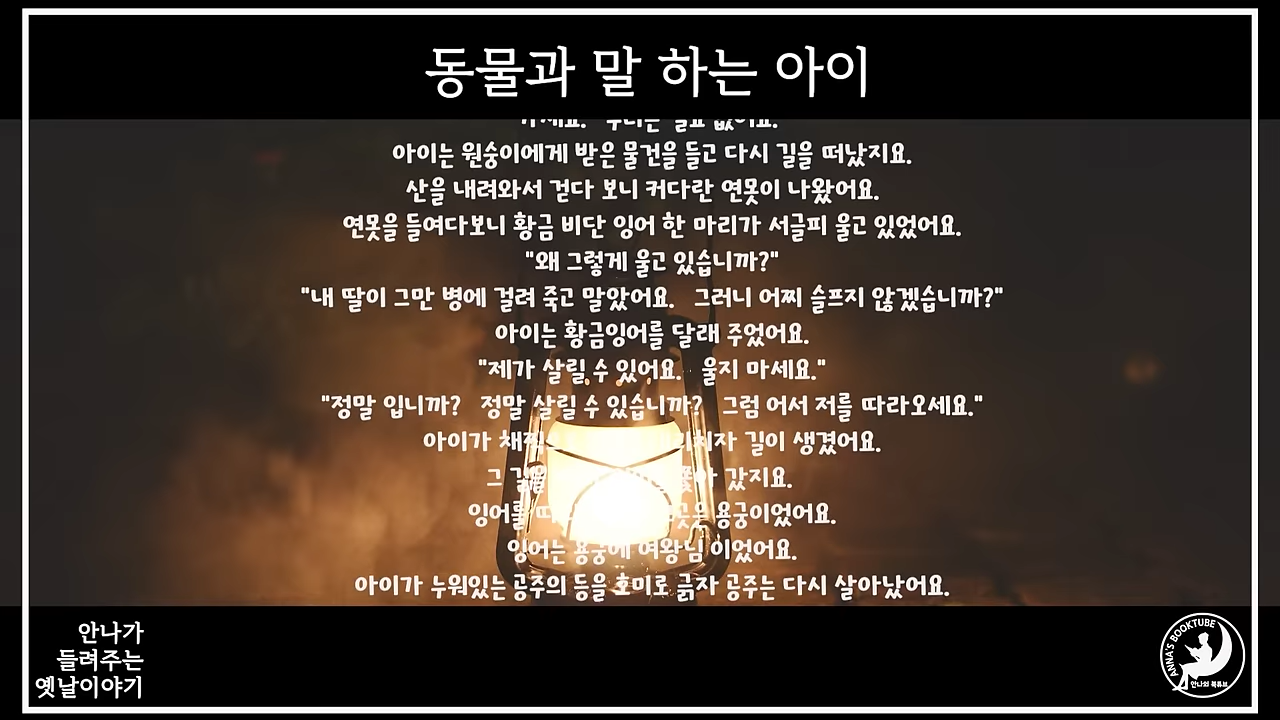 동물과 말 하는 아이
아이는 원숭이에게 받은 물건을 들고 다시 길을 떠났지요.
산을 내려와서 걷다 보니 커다란 연못이 나왔어요.
연못을 들여다보니 황금 비단 잉어 한 마리가 서글피 울고 있었어요.
"왜 그렇게 울고 있습니까?"
"내 딸이 그만 병에 걸려 죽고 말았어요. 그러니 어찌 슬프지 않겠습니까?"
아이는 황금잉어를 달래 주었어요.
"제가 살릴 수 있어요. 울지 마세요."
"정말 입니까? 정말 살릴 수 있습니까? 그럼 어서 저를 따라오세요."
아이가 길이 생겼어요.
그 갔지요.
잉어를 용궁이었어요.
잉어는 용궁에 여왕님 이었어요.
아이가 누워있는 공주의 등을 호미로 긁자 공주는 다시 살아났어요.
안나가
들려주는
옛날이야기
ANNA'S BOOKTUBE
안나의 북튜브